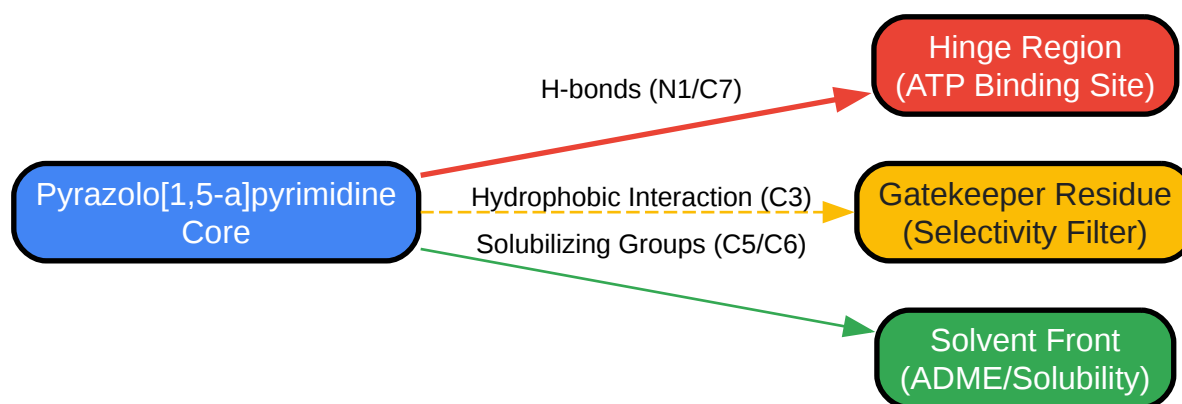 Pyrazolo[1,5-a]pyrimidine
Core
H-bonds (N1/C7)
Hydrophobic Interaction (C3)
Solubilizing Groups (C5/C6)
Hinge Region
(ATP Binding Site)
Gatekeeper Residue
(Selectivity Filter)
Solvent Front
(ADME/Solubility)